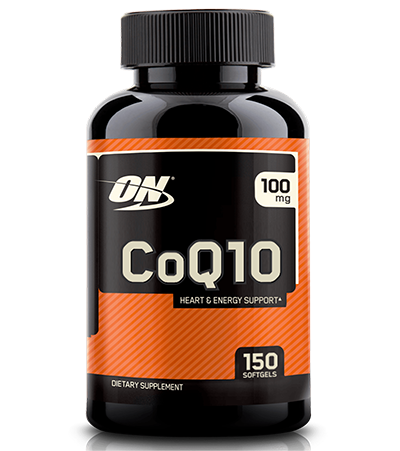 ON®
100
mg
CoQ10
HEART & ENERGY SUPPORT^
150
SOFTGELS
DIETARY SUPPLEMENT